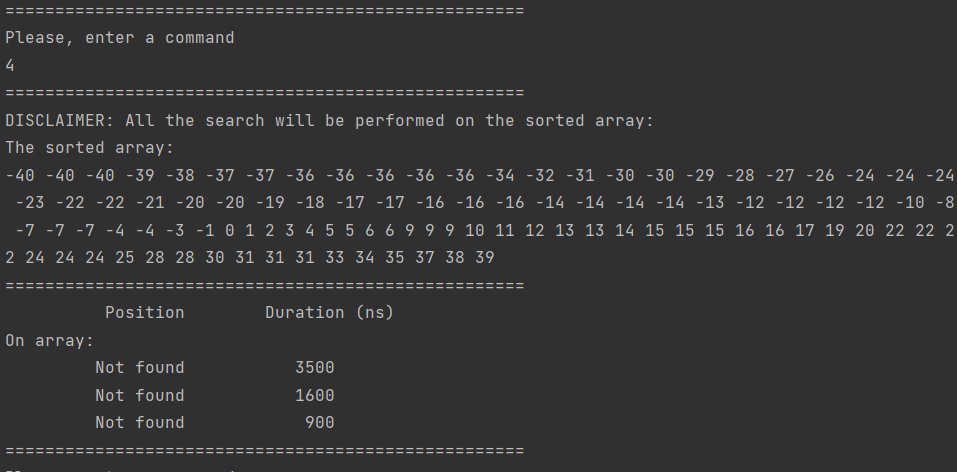 ====================================================
Please, enter a command
4
====================================================
DISCLAIMER: All the search will be performed on the sorted array:
The sorted array:
-40 -40 -40 -39 -38 -37 -37 -36 -36 -36 -36 -36 -34 -32 -31 -30 -30 -29 -28 -27 -26 -24 -24 -24
-23 -22 -22 -21 -20 -20 -19 -18 -17 -17 -16 -16 -16 -14 -14 -14 -14 -13 -12 -12 -12 -12 -10 -8
-7 -7 -7 -4 -4 -3 -1 0 1 2 3 4 5 5 6 6 9 9 9 10 11 12 13 13 14 15 15 15 16 16 17 19 20 22 22 2
2 24 24 24 25 28 28 30 31 31 31 33 34 35 37 38 39
====================================================
Position Duration (ns)
On array:
Not found 3500
Not found 1600
Not found 900
====================================================